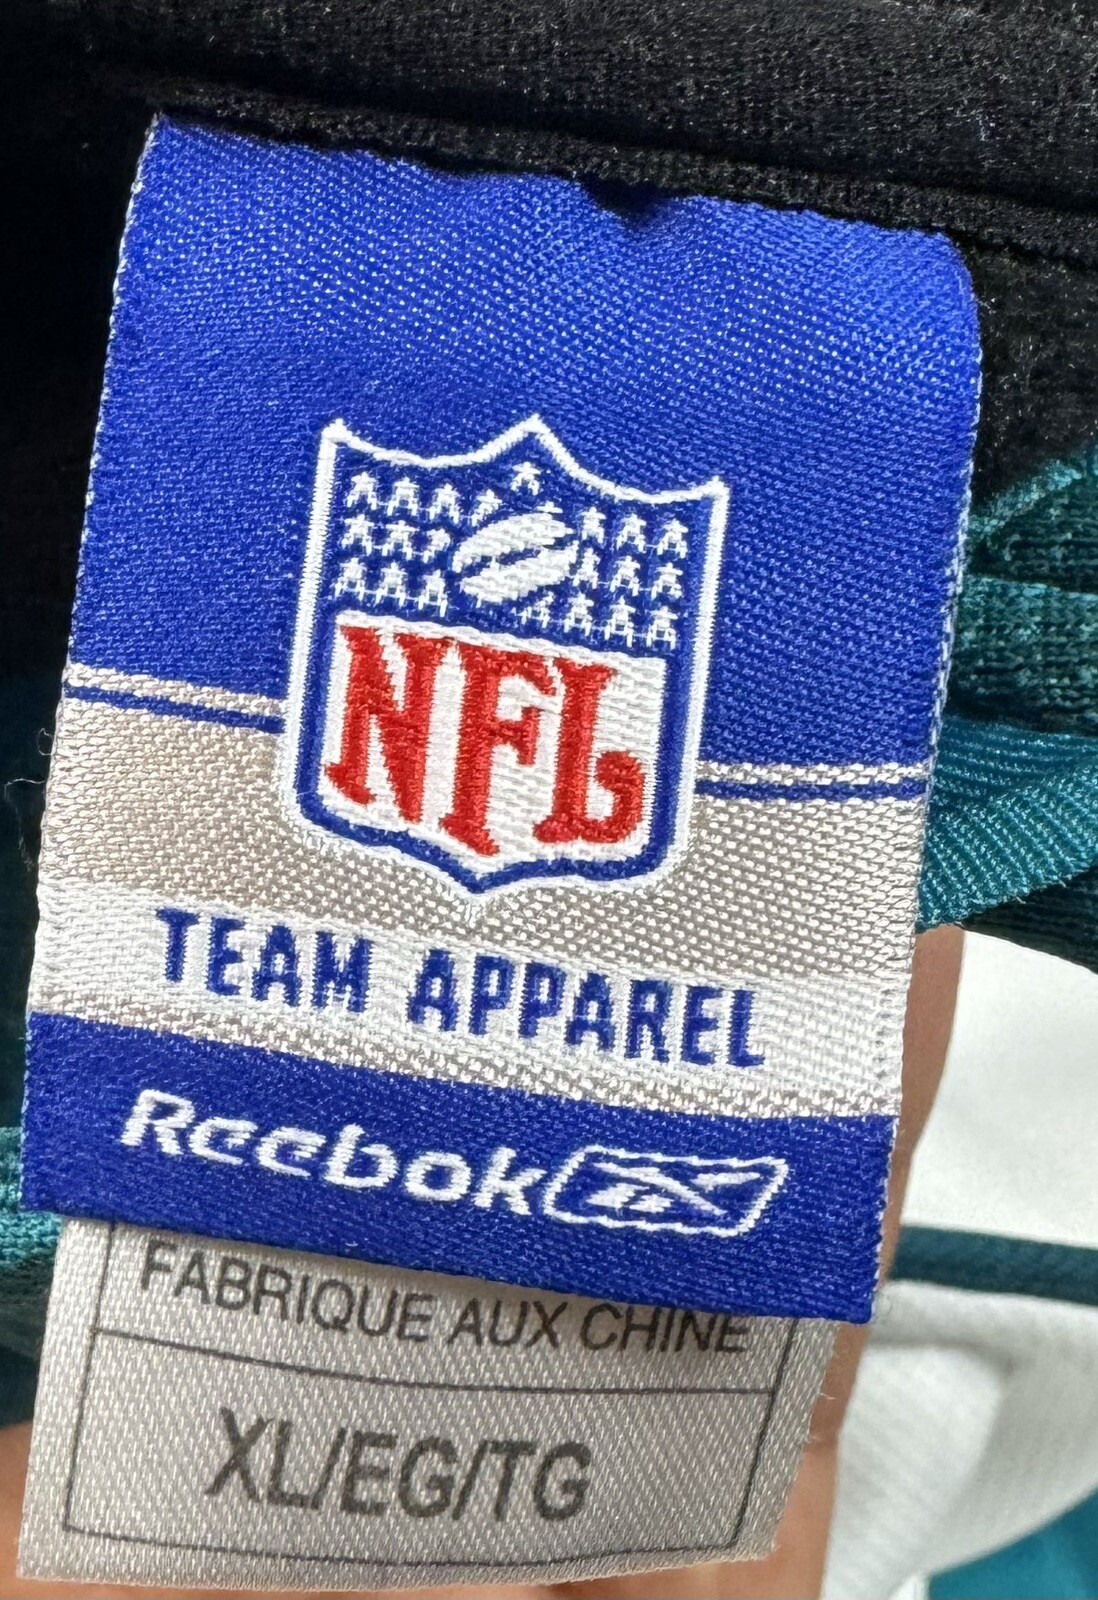 NFL
TEAM APPAREL
Reebok
FABRIQUE AUX CHINE
XL/EG/TG